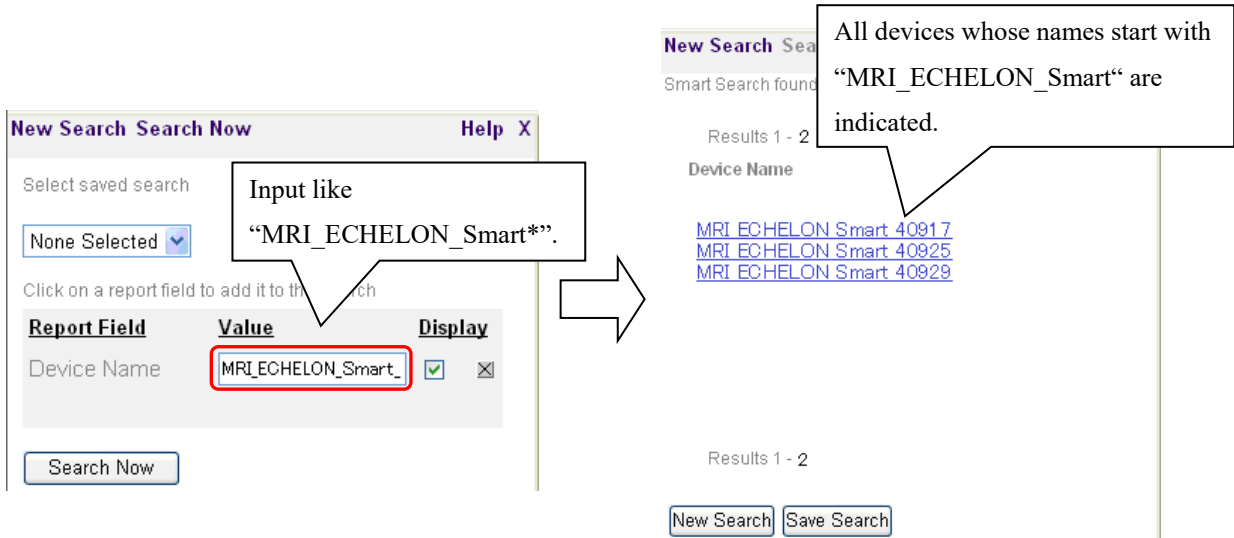 New Search Search Now Help X
Select saved search
None Selected
Input like
“MRI_ECHELON_Smart*”.
Click on a report field to add it to th rch
Report Field Value Display
Device Name MRI_ECHELON_Smart_
Search Now
New Search Sea
Smart Search found
All devices whose names start with
“MRI_ECHELON_Smart“ are
indicated.
Results 1 - 2
Device Name
MRI ECHELON Smart 40917
MRI ECHELON Smart 40925
MRI ECHELON Smart 40929
Results 1 - 2
New Search Save Search